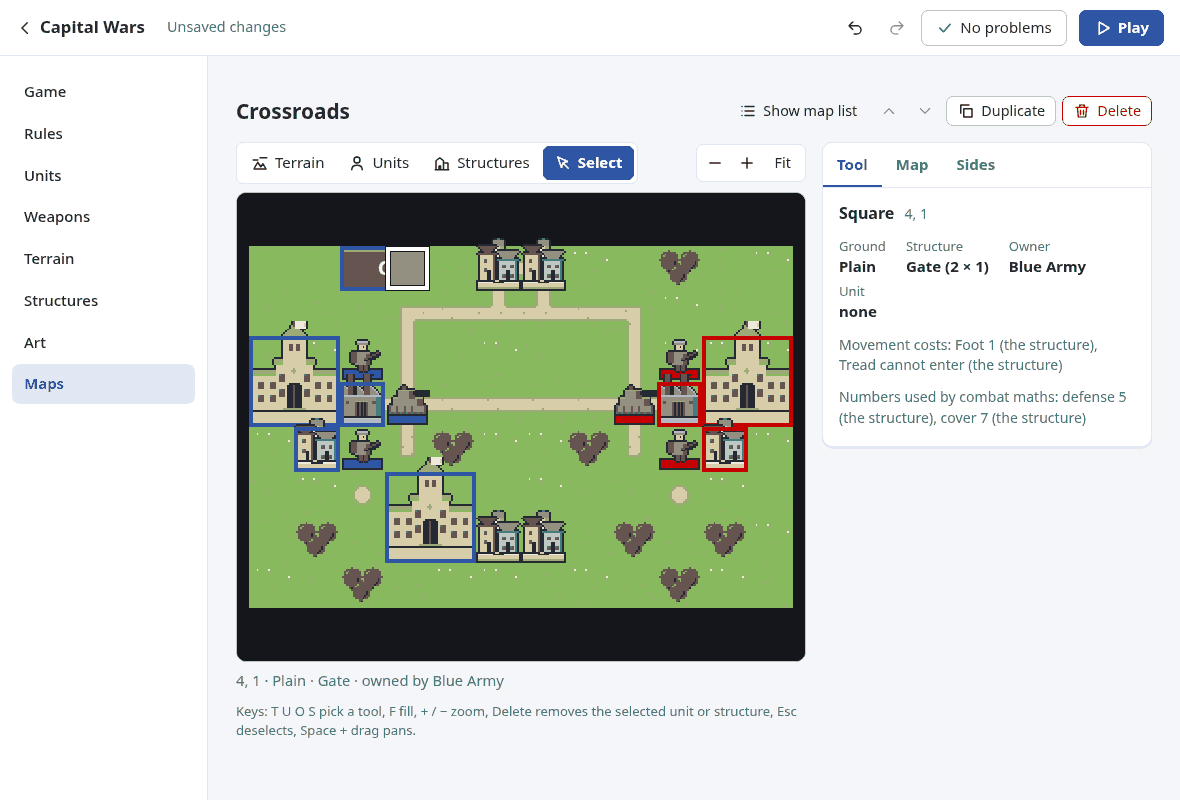 Capital Wars
Unsaved changes
No problems
Play
Game
Rules
Units
Weapons
Terrain
Structures
Art
Maps
Crossroads
Show map list
Duplicate
Delete
Terrain
Units
Structures
Select
Fit
Tool
Map
Sides
Square 4, 1
Ground
Structure
Owner
Plain
Gate (2 × 1)
Blue Army
Unit
none
Movement costs: Foot 1 (the structure),
Tread cannot enter (the structure)
Numbers used by combat maths: defense 5
(the structure), cover 7 (the structure)
4, 1 · Plain · Gate · owned by Blue Army
Keys: T U O S pick a tool, F fill, + / − zoom, Delete removes the selected unit or structure, Esc
deselects, Space + drag pans.